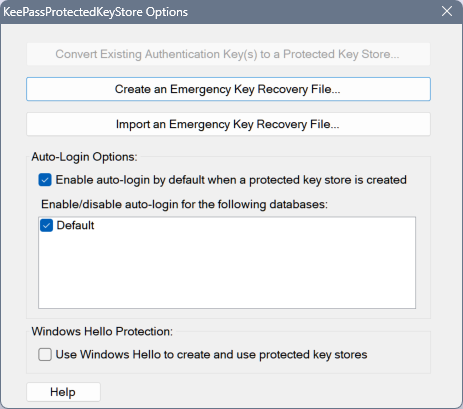 KeePassProtectedKeyStore Options
Convert Existing Authentication Key(s) to a Protected Key Store...
Create an Emergency Key Recovery File...
Import an Emergency Key Recovery File...
Auto-Login Options:
Enable auto-login by default when a protected key store is created
Enable/disable auto-login for the following databases:
Default
Windows Hello Protection:
Use Windows Hello to create and use protected key stores
Help